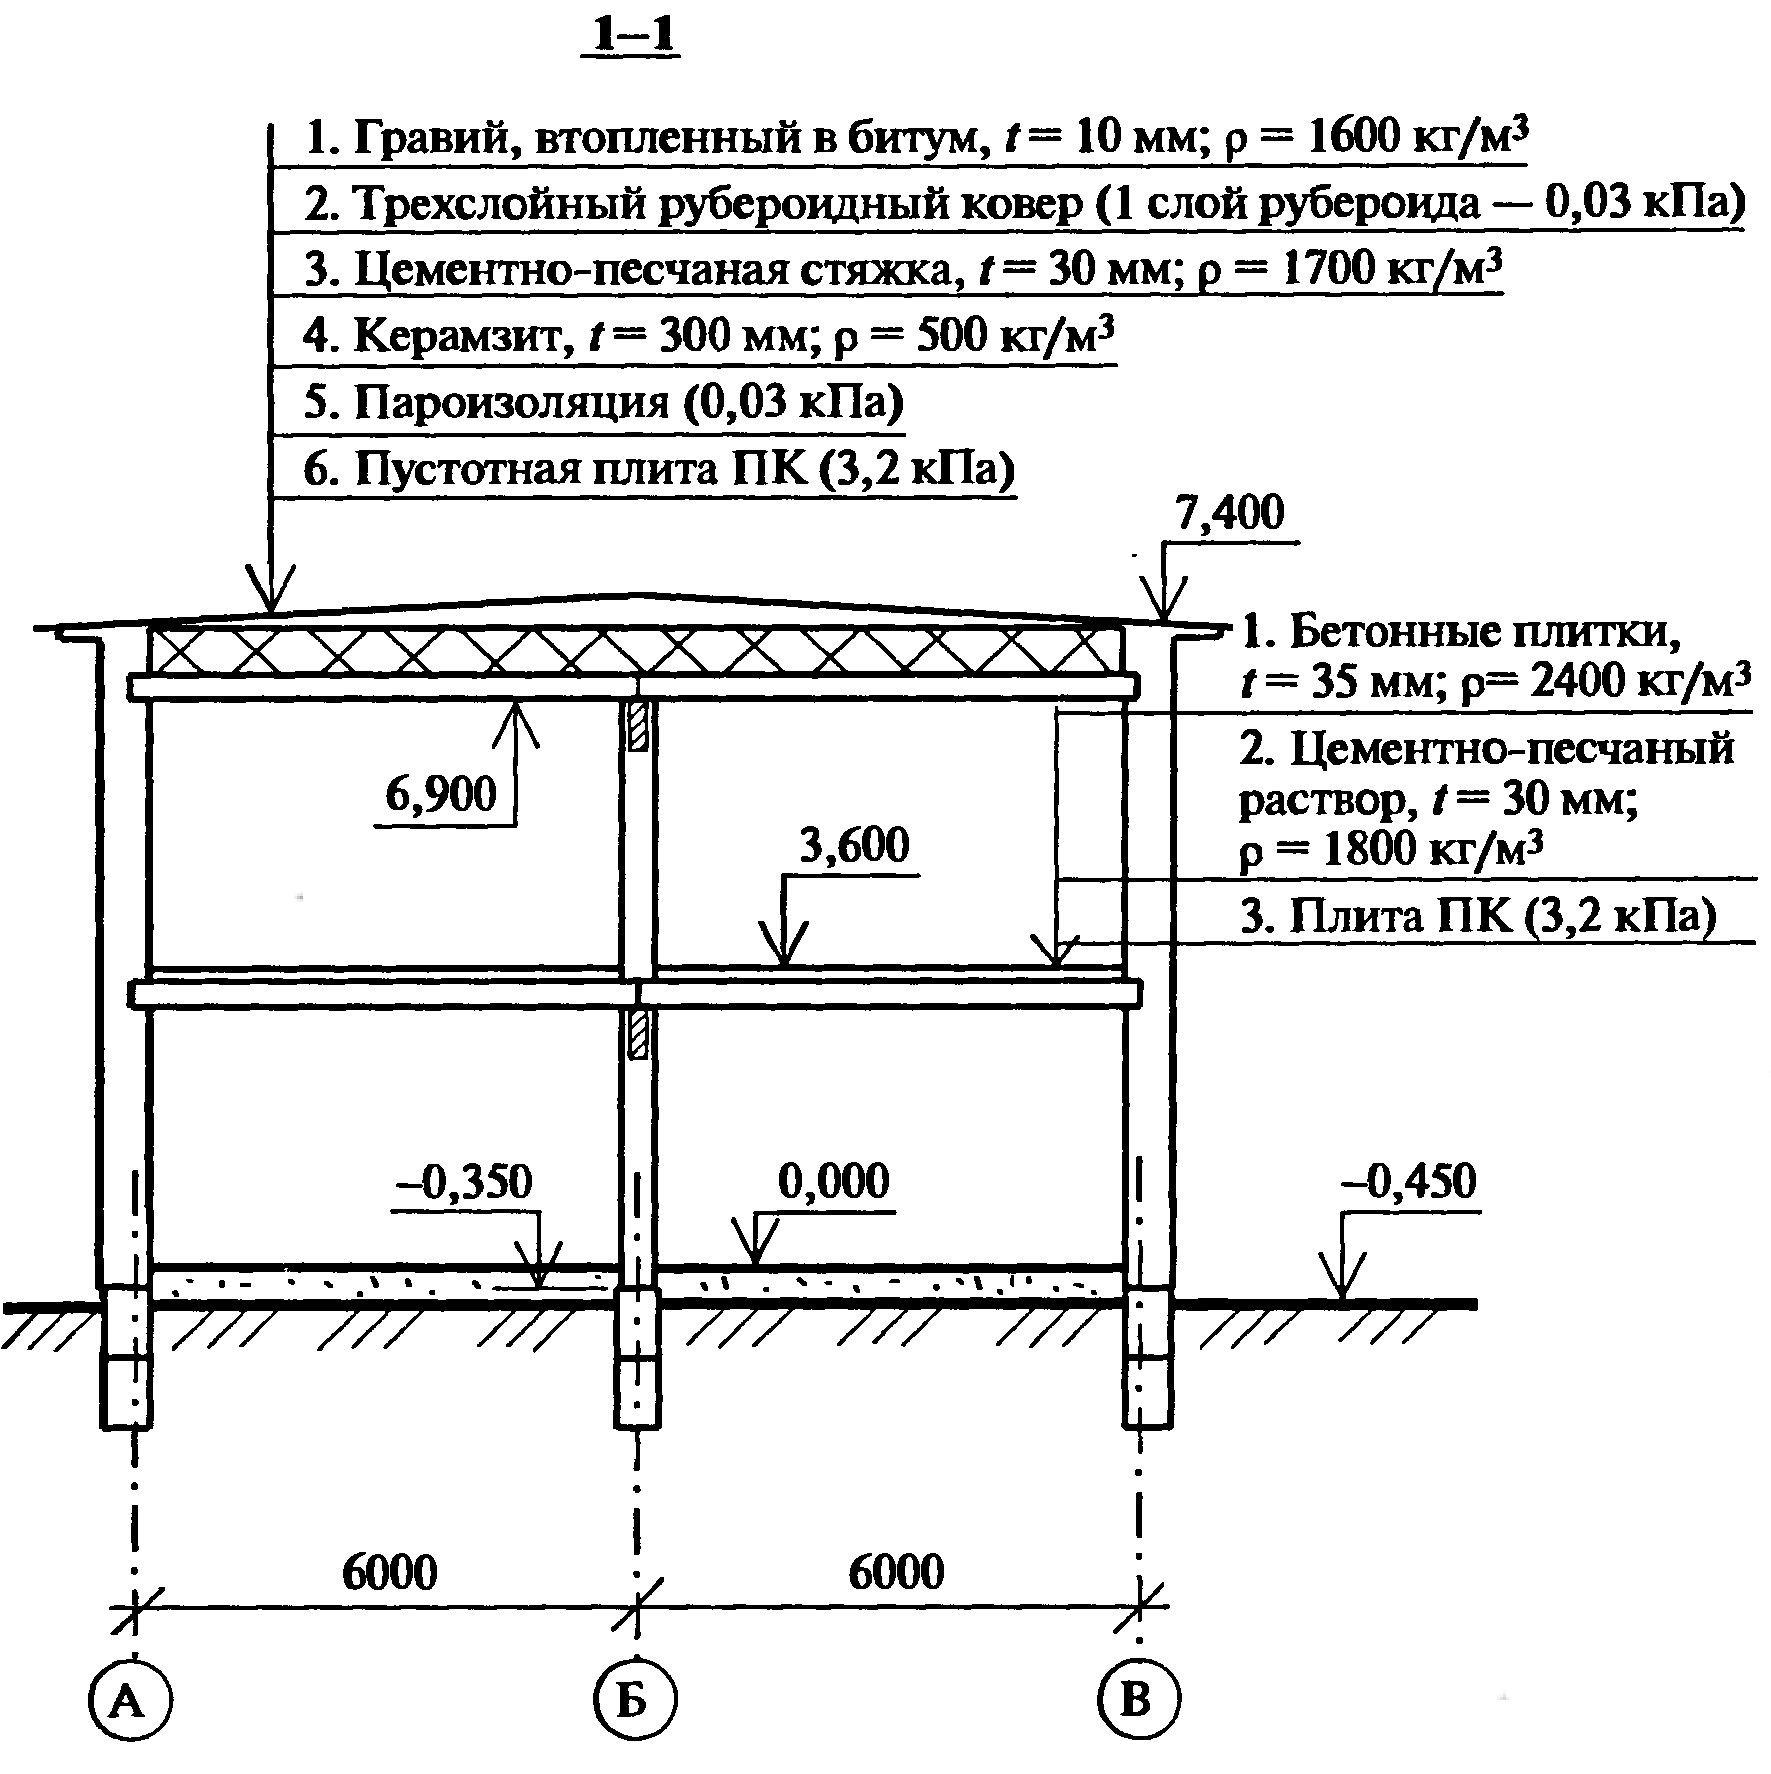 1–1
1. Гравий, втопленный в битум, t = 10 мм; ρ = 1600 кг/м³
2. Трехслойный рубероидный ковер (1 слой рубероида — 0,03 кПа)
3. Цементно-песчаная стяжка, t = 30 мм; ρ = 1700 кг/м³
4. Керамзит, t = 300 мм; ρ = 500 кг/м³
5. Пароизоляция (0,03 кПа)
6. Пустотная плита ПК (3,2 кПа)
7,400
1. Бетонные плитки,
t = 35 мм; ρ= 2400 кг/м³
2. Цементно-песчаный
раствор, t = 30 мм;
ρ = 1800 кг/м³
3. Плита ПК (3,2 кПа)
6,900
3,600
–0,350
0,000
–0,450
6000
6000
А
Б
В